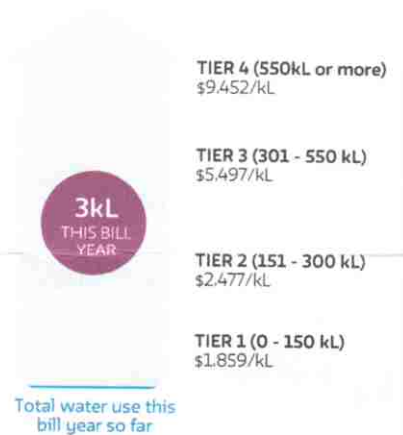 TIER 4 (550kL or more)
$9.452/kL
TIER 3 (301 - 550 kL)
$5.497/kL
3kL
THIS BILL
YEAR
TIER 2 (151 - 300 kL)
$2.477/kL
TIER 1 (0 - 150 kL)
$1.859/kL
Total water use this
bill year so far